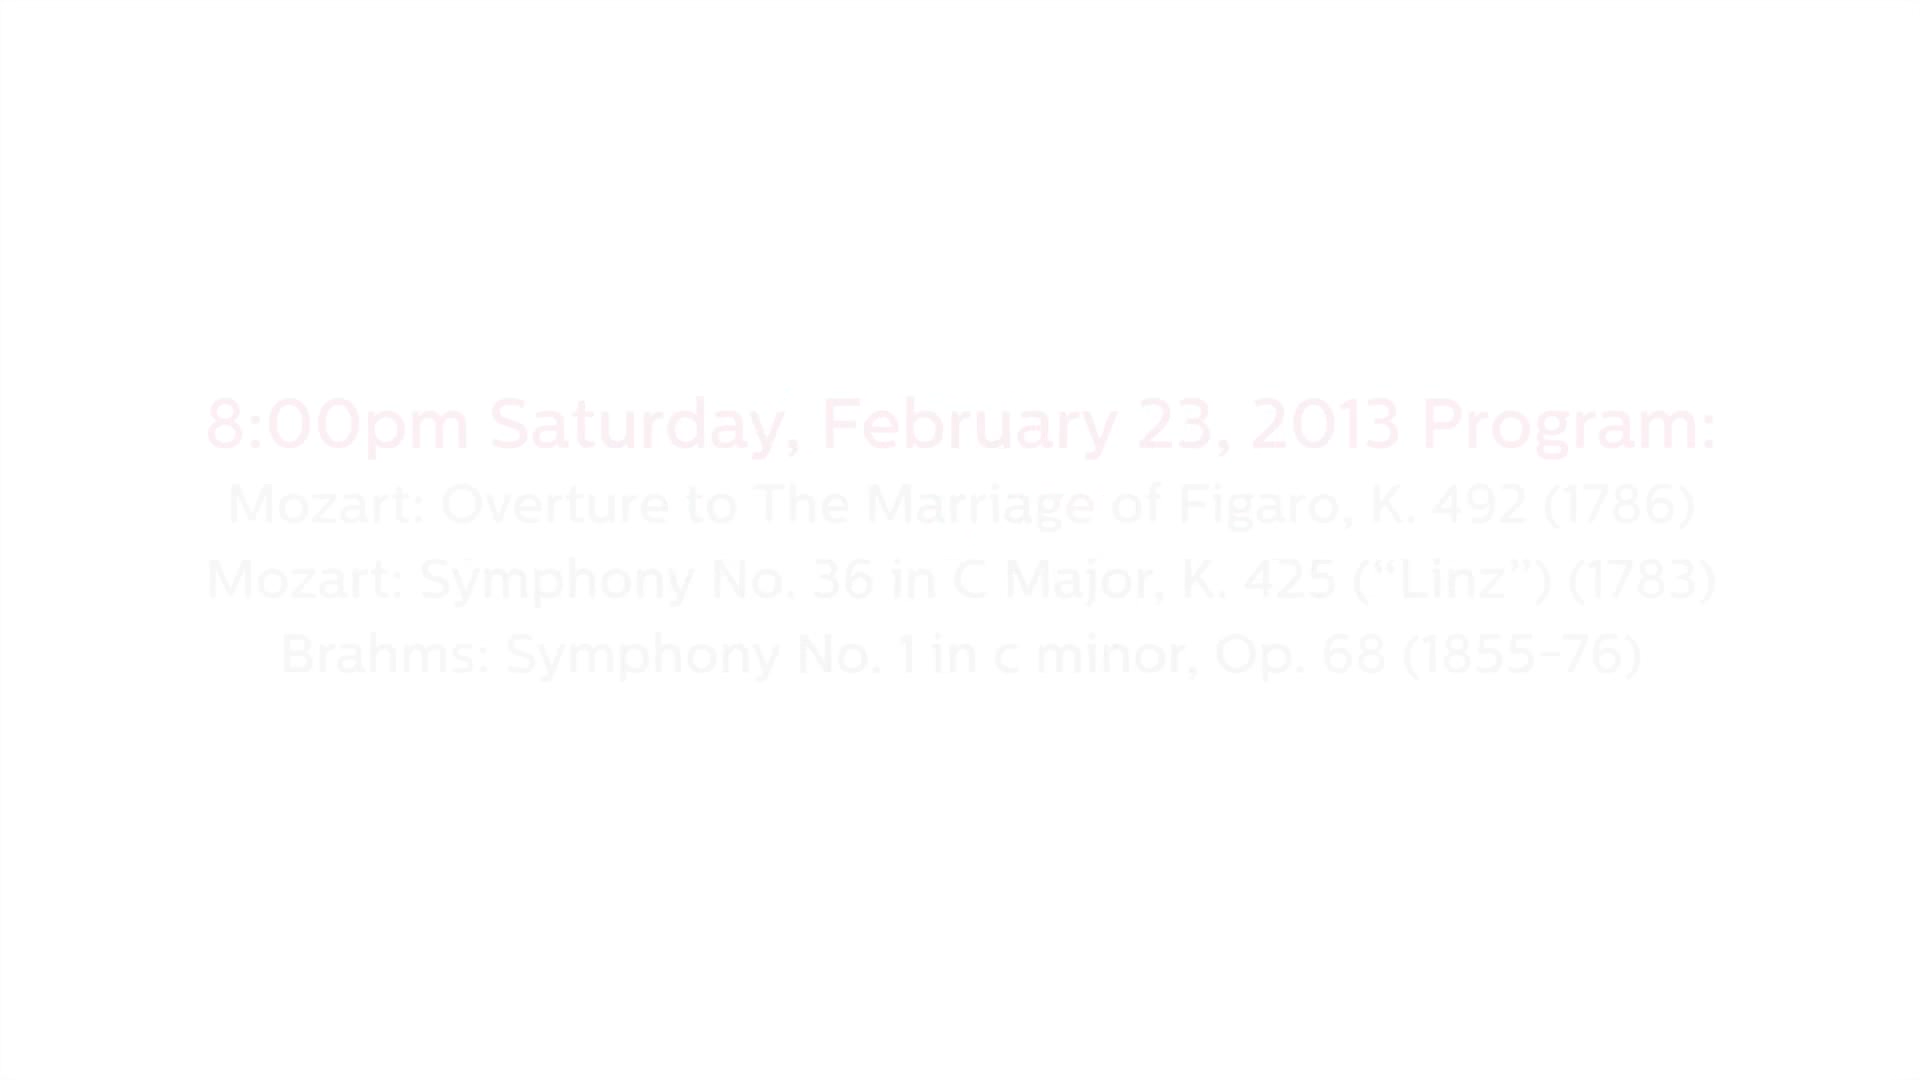 8:00pm Saturday, February 23, 2013 Program:
Mozart: Overture to The Marriage of Figaro, K. 492 (1786)
Mozart: Symphony No. 36 in C Major, K. 425 (“Linz”) (1783)
Brahms: Symphony No. 1 in c minor, Op. 68 (1855-76)